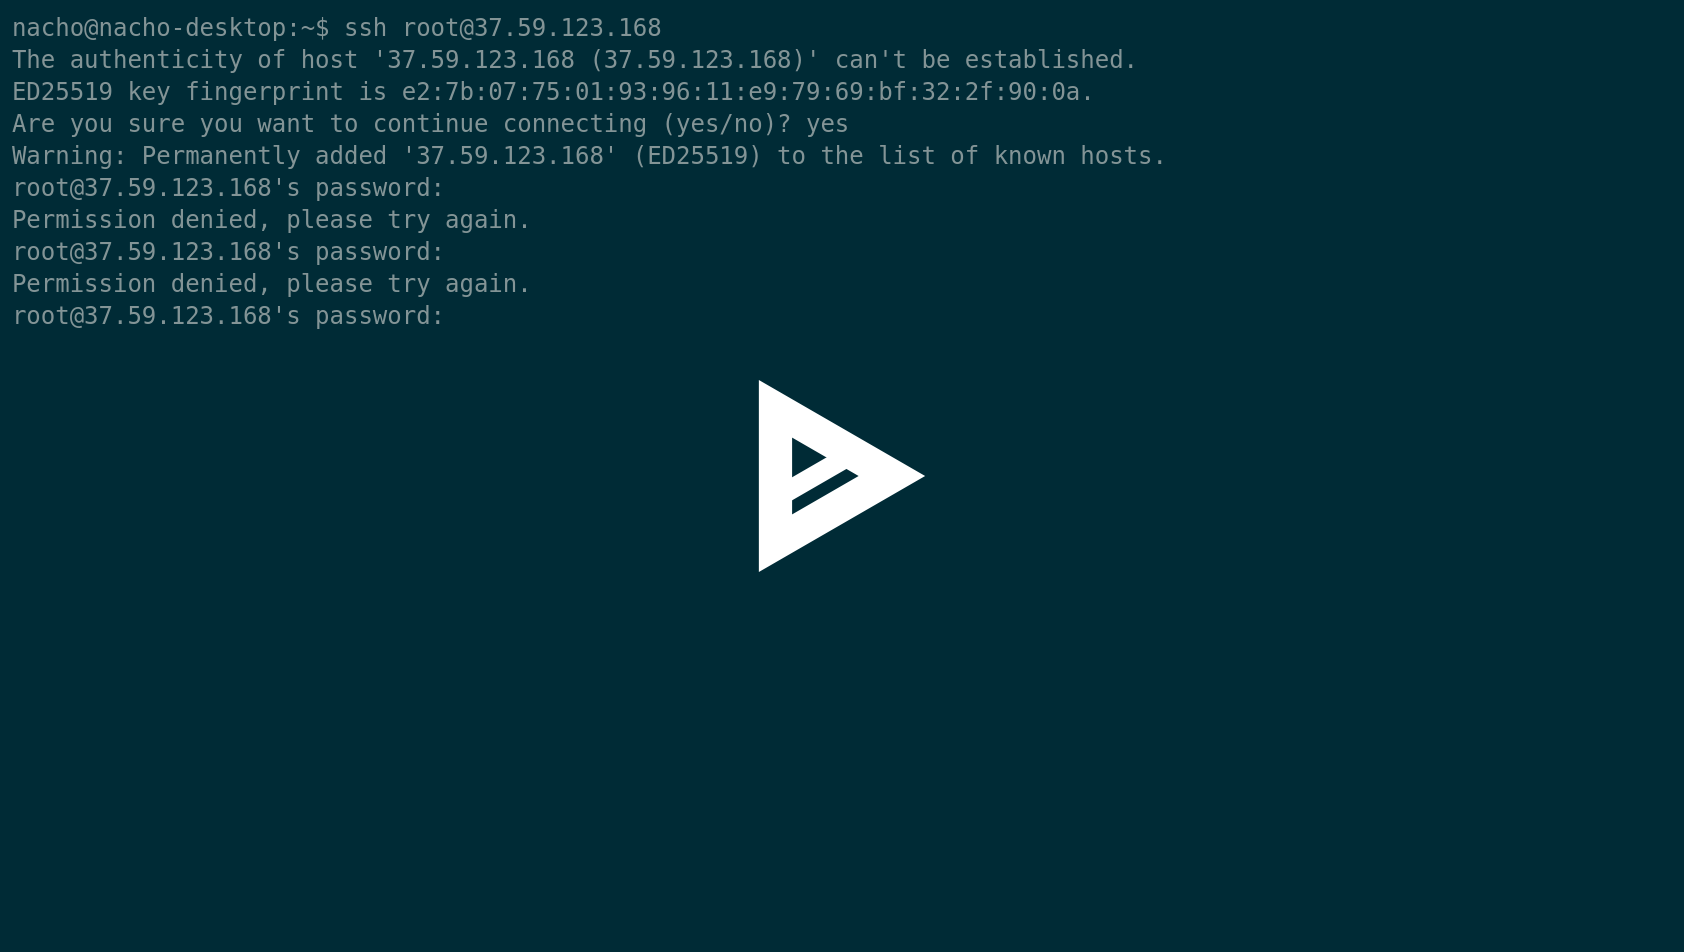 nacho@nacho-desktop:~$ ssh root@37.59.123.168
The authenticity of host '37.59.123.168 (37.59.123.168)' can't be established.
ED25519 key fingerprint is e2:7b:07:75:01:93:96:11:e9:79:69:bf:32:2f:90:0a.
Are you sure you want to continue connecting (yes/no)? yes
Warning: Permanently added '37.59.123.168' (ED25519) to the list of known hosts.
root@37.59.123.168's password:
Permission denied, please try again.
root@37.59.123.168's password:
Permission denied, please try again.
root@37.59.123.168's password: